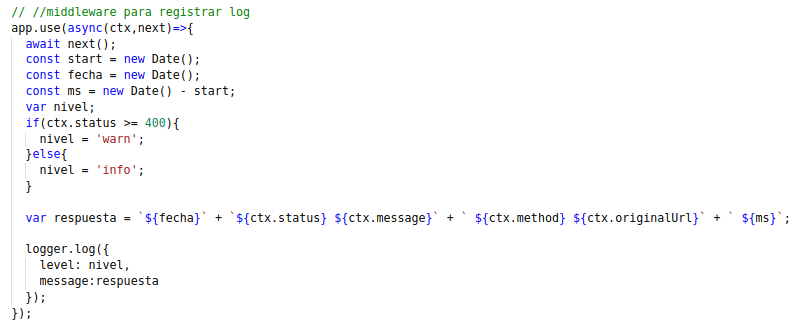 // //middleware para registrar log
app.use(async(ctx,next)=>{
  await next();
  const start = new Date();
  const fecha = new Date();
  const ms = new Date() - start;
  var nivel;
  if(ctx.status >= 400){
    nivel = 'warn';
  }else{
    nivel = 'info';
  }
  var respuesta = `${fecha}` + `${ctx.status} ${ctx.message}` + ` ${ctx.method} ${ctx.originalUrl}` + ` ${ms}`;
  logger.log({
    level: nivel,
    message:respuesta
  });
});